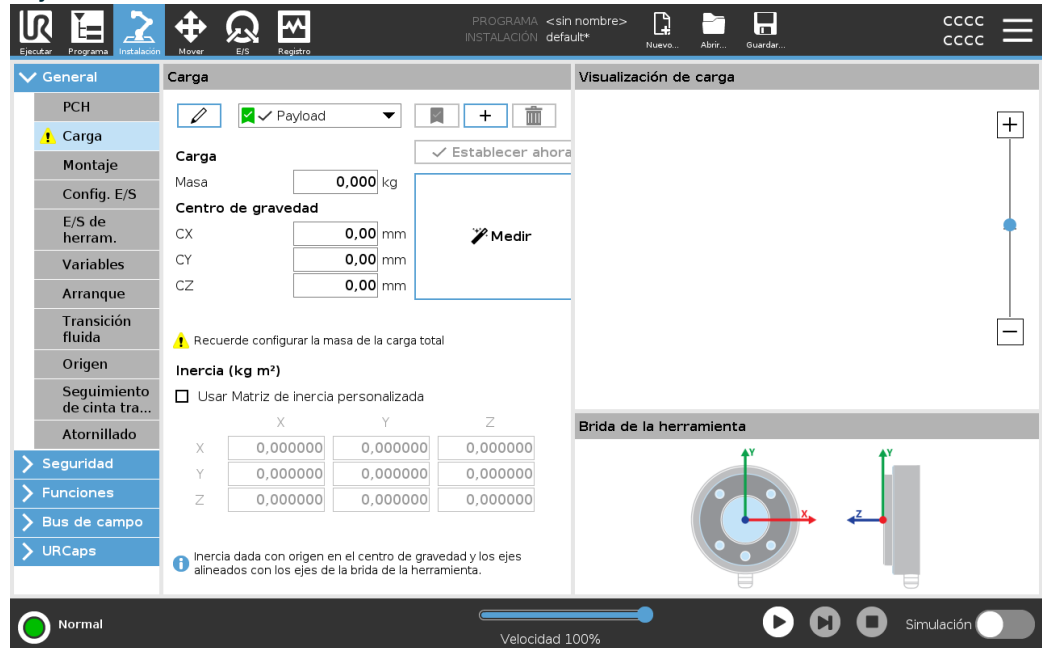 PROGRAMA <sin nombre>
INSTALACIÓN default*
CCCC
CCCC
Ejecutar Programa Instalación Mover E/S Registro
Nuevo... Abrir... Guardar...
General
PCH
Carga
Montaje
Config. E/S
E/S de
herram.
Variables
Arranque
Transición
fluida
Origen
Seguimiento
de cinta tra...
Atornillado
Seguridad
Funciones
Bus de campo
URCaps
Carga
Payload
+
Establecer ahora
Carga
Masa 0,000 kg
Centro de gravedad
CX 0,00 mm
CY 0,00 mm
CZ 0,00 mm
Medir
Recuerde configurar la masa de la carga total
Inercia (kg m²)
Usar Matriz de inercia personalizada
X Y Z
X 0,000000 0,000000 0,000000
Y 0,000000 0,000000 0,000000
Z 0,000000 0,000000 0,000000
Inercia dada con origen en el centro de gravedad y los ejes
alineados con los ejes de la brida de la herramienta.
Visualización de carga
+
−
Brida de la herramienta
Y
X
Y
Z
Normal
Velocidad 100%
Simulación